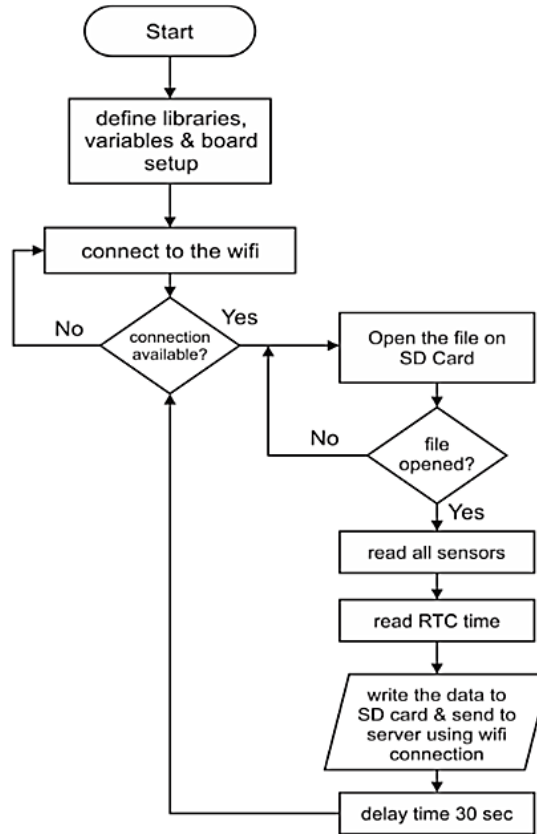 Start
define libraries,
variables & board
setup
connect to the wifi
No
connection
available?
Yes
Open the file on
SD Card
No
file
opened?
Yes
read all sensors
read RTC time
write the data to
SD card & send to
server using wifi
connection
delay time 30 sec